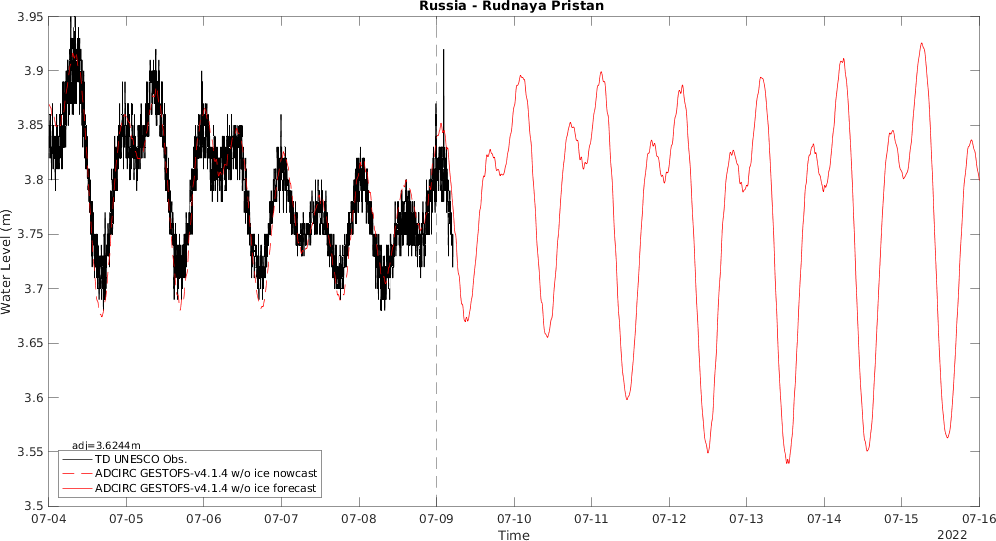 Russia - Rudnaya Pristan
Water Level (m)
3.95
3.9
3.85
3.8
3.75
3.7
3.65
3.6
3.55
3.5
adj=3.6244m
TD UNESCO Obs.
ADCIRC GESTOFS-v4.1.4 w/o ice nowcast
ADCIRC GESTOFS-v4.1.4 w/o ice forecast
07-04 07-05 07-06 07-07 07-08 07-09 07-10 07-11 07-12 07-13 07-14 07-15 07-16
Time
2022